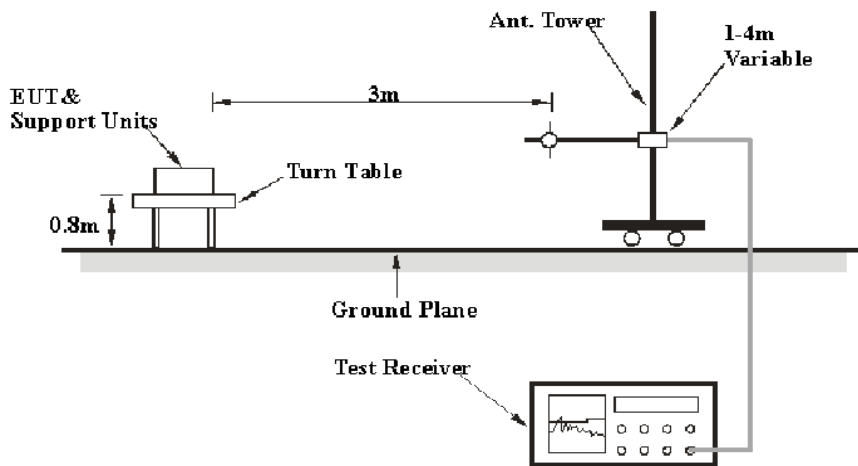 Ant. Tower
1-4m
Variable
EUT&
Support Units
3m
Turn Table
0.8m
Ground Plane
Test Receiver